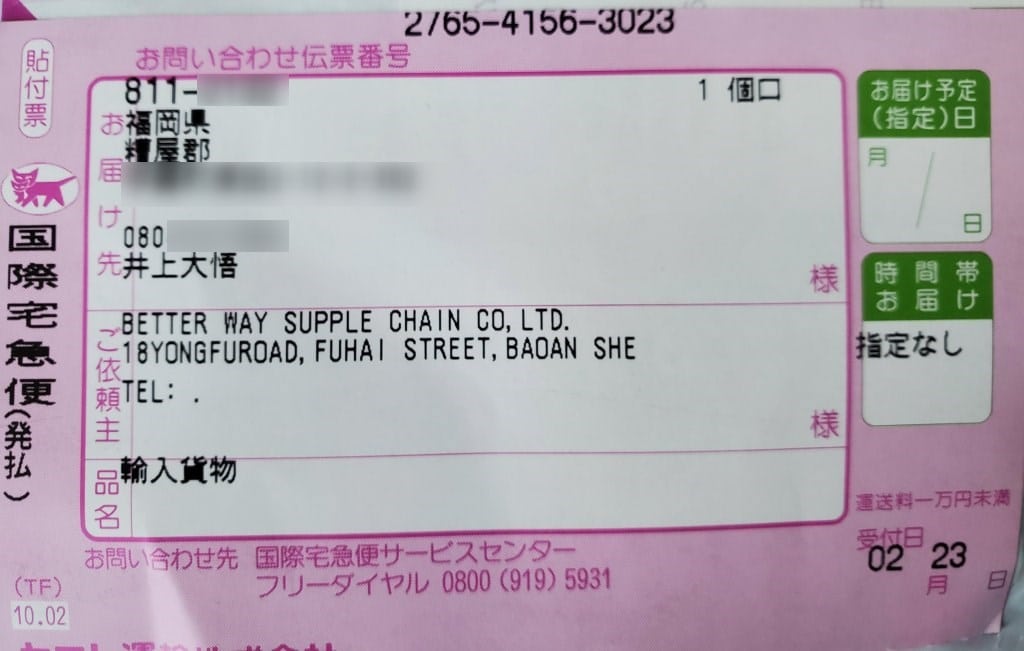 2765-4156-3023
お問い合わせ伝票番号
貼付票
国際宅急便(発払)
お届け先
811-
1 個口
福岡県
糟屋郡
080
井上大悟
様
ご依頼主
BETTER WAY SUPPLE CHAIN CO,LTD.
18YONGFUROAD,FUHAI STREET,BAOAN SHE
TEL: .
様
品名
輸入貨物
お届け予定
(指定)日
月
日
時間帯
お届け
指定なし
運送料一万円未満
受付日
02 23
月 日
お問い合わせ先 国際宅急便サービスセンター
フリーダイヤル 0800(919)5931
(TF)
10.02